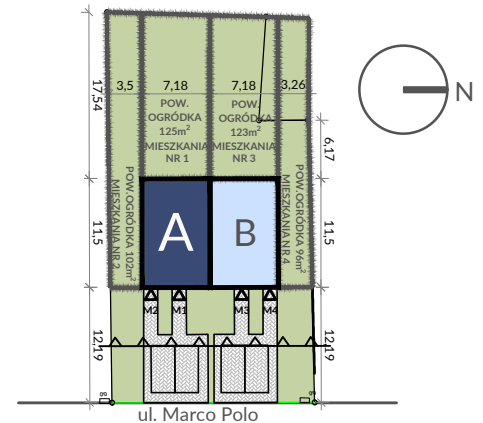 3,5
7,18
7,18
3,26
17,54
POW.
OGRÓDKA
125m²
MIESZKANIA
NR 1
POW.
OGRÓDKA
123m²
MIESZKANIA
NR 3
N
6,17
POW.OGRÓDKA 102m²
MIESZKANIA NR 2
A
B
POW.OGRÓDKA 96m²
MIESZKANIA NR 4
11,5
11,5
M2
M1
M3
M4
12,19
12,19
ul. Marco Polo